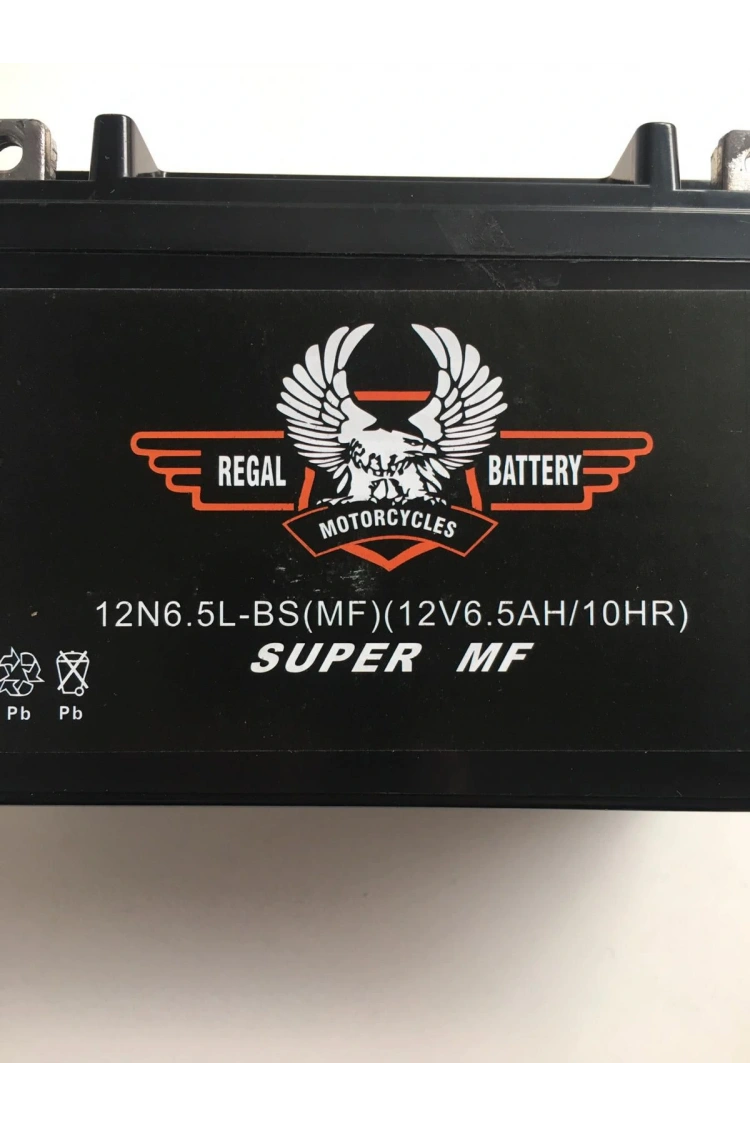 REGAL BATTERY
MOTORCYCLES
12N6.5L-BS(MF)(12V6.5AH/10HR)
SUPER MF
Pb Pb